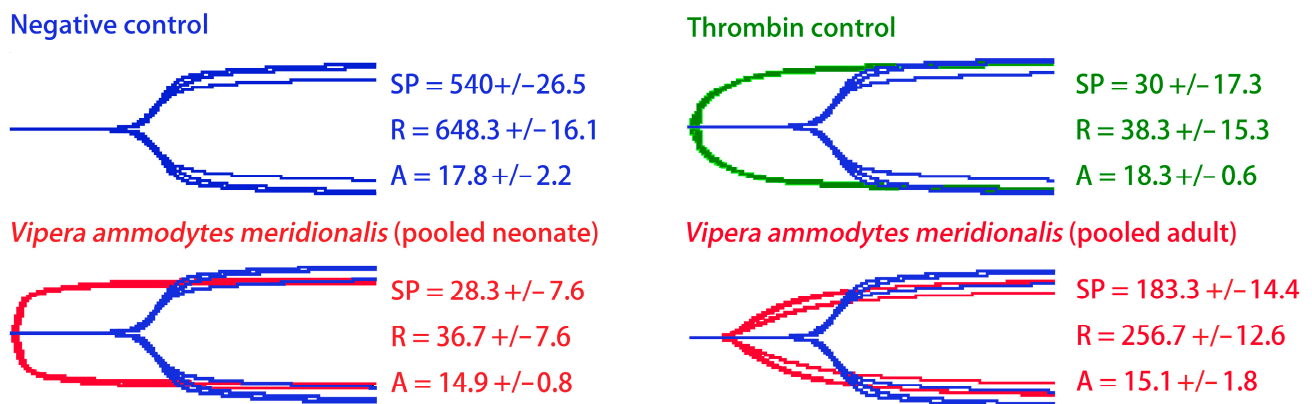 Negative control
SP = 540+/–26.5
R = 648.3 +/–16.1
A = 17.8 +/–2.2
Thrombin control
SP = 30 +/–17.3
R = 38.3 +/–15.3
A = 18.3 +/– 0.6
Vipera ammodytes meridionalis (pooled neonate)
SP = 28.3 +/–7.6
R = 36.7 +/–7.6
A = 14.9 +/–0.8
Vipera ammodytes meridionalis (pooled adult)
SP = 183.3 +/–14.4
R = 256.7 +/–12.6
A = 15.1 +/–1.8